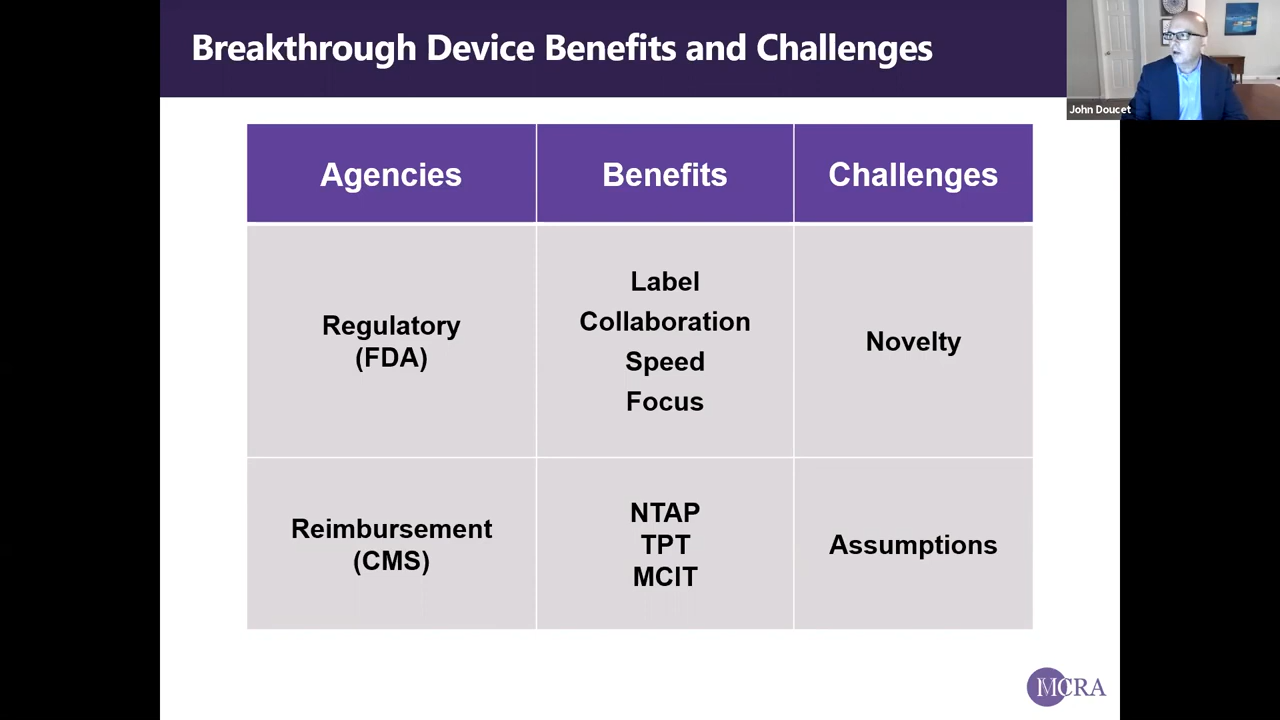 Breakthrough Device Benefits and Challenges
John Doucet
Agencies
Benefits
Challenges
Regulatory
(FDA)
Label
Collaboration
Speed
Focus
Novelty
Reimbursement
(CMS)
NTAP
TPT
MCIT
Assumptions
MCRA